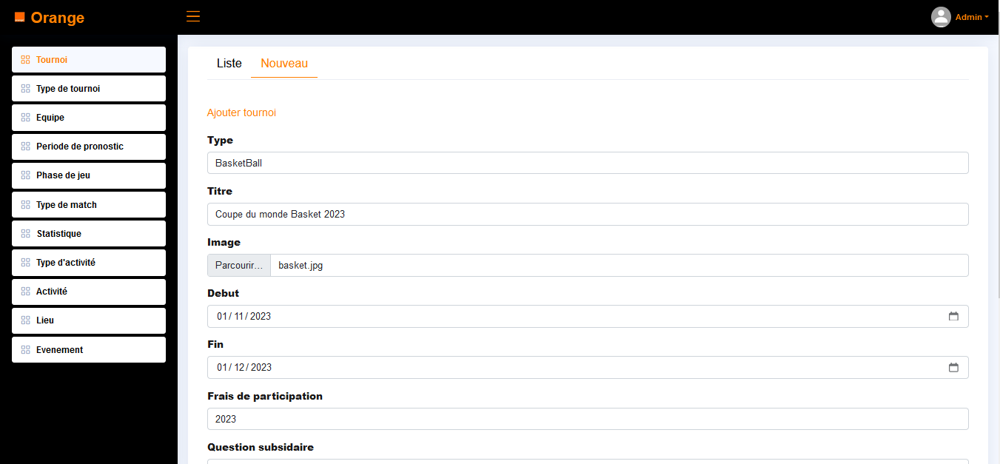 Orange
Admin
Tournoi
Type de tournoi
Equipe
Periode de pronostic
Phase de jeu
Type de match
Statistique
Type d'activité
Activité
Lieu
Evenement
Liste Nouveau
Ajouter tournoi
Type
BasketBall
Titre
Coupe du monde Basket 2023
Image
Parcourir... basket.jpg
Debut
01/11/2023
Fin
01/12/2023
Frais de participation
2023
Question subsidaire